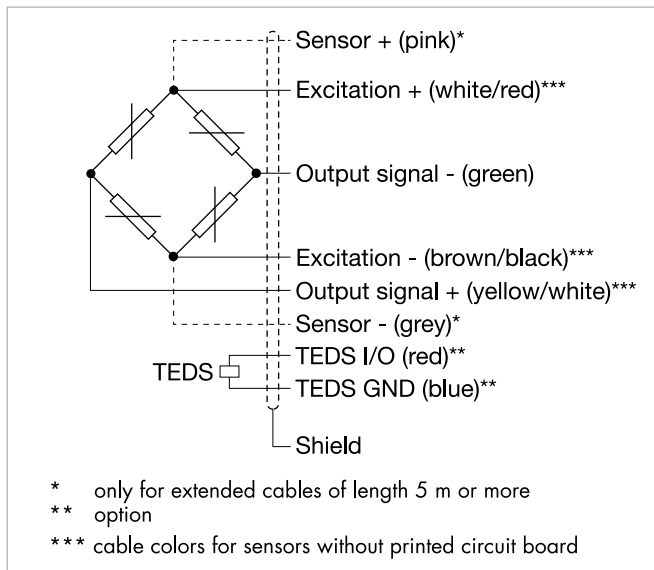 Sensor + (pink)*
Excitation + (white/red)***
Output signal - (green)
Excitation - (brown/black)***
Output signal + (yellow/white)***
Sensor - (grey)*
TEDS I/O (red)**
TEDS
TEDS GND (blue)**
Shield
* only for extended cables of length 5 m or more
** option
*** cable colors for sensors without printed circuit board